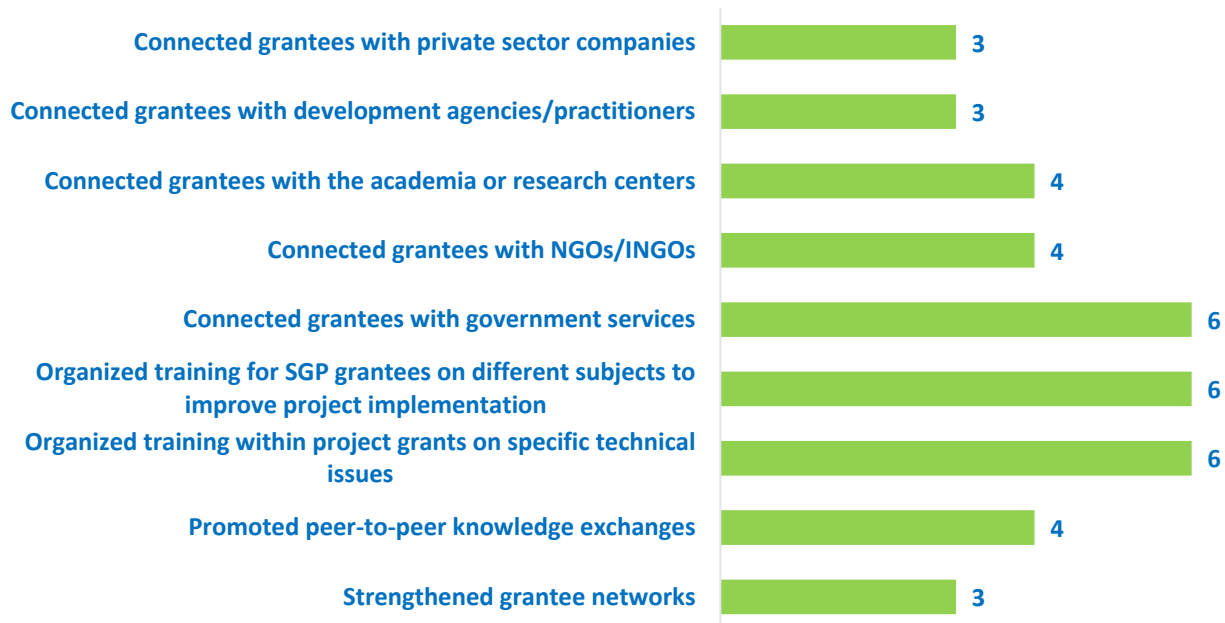 Connected grantees with private sector companies 3
Connected grantees with development agencies/practitioners 3
Connected grantees with the academia or research centers 4
Connected grantees with NGOs/INGOs 4
Connected grantees with government services 6
Organized training for SGP grantees on different subjects to
improve project implementation 6
Organized training within project grants on specific technical
issues 6
Promoted peer-to-peer knowledge exchanges 4
Strengthened grantee networks 3